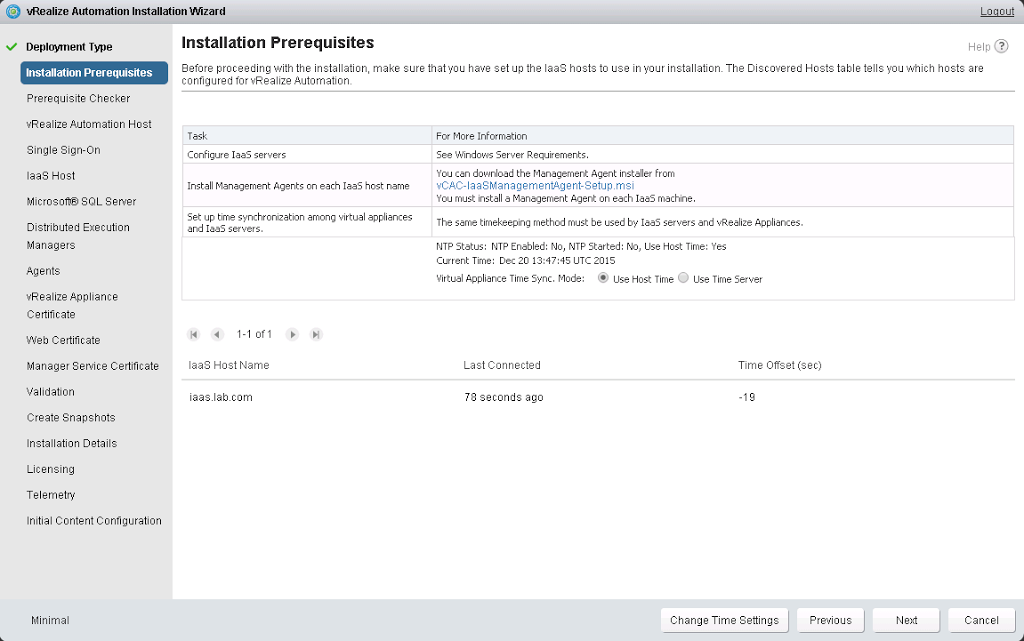 vRealize Automation Installation Wizard
Logout
Deployment Type
Installation Prerequisites
Prerequisite Checker
vRealize Automation Host
Single Sign-On
IaaS Host
Microsoft® SQL Server
Distributed Execution
Managers
Agents
vRealize Appliance
Certificate
Web Certificate
Manager Service Certificate
Validation
Create Snapshots
Installation Details
Licensing
Telemetry
Initial Content Configuration
Installation Prerequisites
Help ?
Before proceeding with the installation, make sure that you have set up the IaaS hosts to use in your installation. The Discovered Hosts table tells you which hosts are
configured for vRealize Automation.
Task For More Information
Configure IaaS servers See Windows Server Requirements.
Install Management Agents on each IaaS host name
You can download the Management Agent installer from
vCAC-IaaSManagementAgent-Setup.msi
You must install a Management Agent on each IaaS machine.
Set up time synchronization among virtual appliances
and IaaS servers.
The same timekeeping method must be used by IaaS servers and vRealize Appliances.
NTP Status: NTP Enabled: No, NTP Started: No, Use Host Time: Yes
Current Time: Dec 20 13:47:45 UTC 2015
Virtual Appliance Time Sync. Mode: Use Host Time Use Time Server
1-1 of 1
IaaS Host Name Last Connected Time Offset (sec)
iaas.lab.com 78 seconds ago -19
Minimal
Change Time Settings Previous Next Cancel